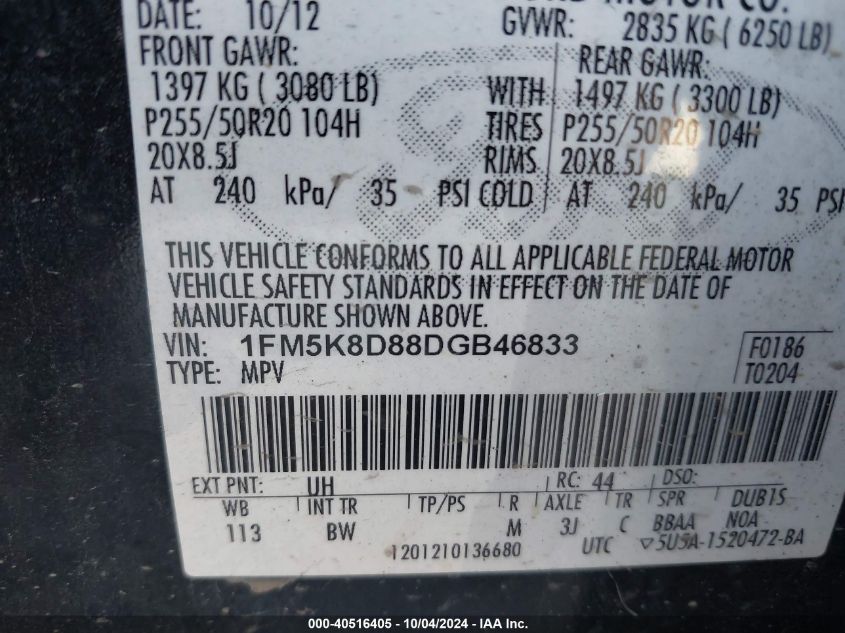 DATE: 10/12 GVWR: 2835 KG ( 6250 LB)
FRONT GAWR: REAR GAWR:
1397 KG ( 3080 LB) WITH 1497 KG ( 3300 LB)
P255/50R20 104H TIRES P255/50R20 104H
20X8.5J RIMS 20X8.5J
AT 240 kPa/ 35 PSI COLD AT 240 kPa/ 35 PSI
THIS VEHICLE CONFORMS TO ALL APPLICABLE FEDERAL MOTOR
VEHICLE SAFETY STANDARDS IN EFFECT ON THE DATE OF
MANUFACTURE SHOWN ABOVE.
VIN: 1FM5K8D88DGB46833 F0186
TYPE: MPV T0204
EXT PNT: UH RC: 44 DSO:
WB INT TR TP/PS R AXLE TR SPR DUBIS
113 BW M 3J C BBAA NOA
1201210136680 UTC ▽5U5A-1520472-BA
000-40516405 - 10/04/2024 - IAA Inc.